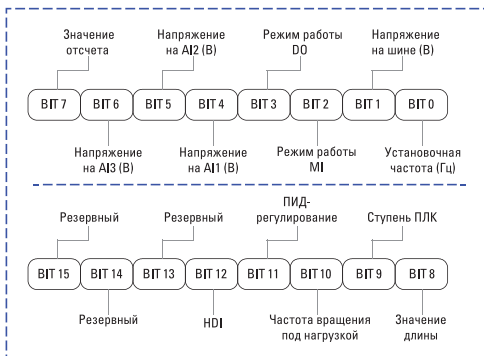 Значение
отсчета
Напряжение
на AI2 (В)
Режим работы
DO
Напряжение
на шине (В)
BIT 7
BIT 6
BIT 5
BIT 4
BIT 3
BIT 2
BIT 1
BIT 0
Напряжение
на AI3 (В)
Напряжение
на AI1 (В)
Режим работы
MI
Установочная
частота (Гц)
Резервный
Резервный
ПИД-
регулирование
Ступень ПЛК
BIT 15
BIT 14
BIT 13
BIT 12
BIT 11
BIT 10
BIT 9
BIT 8
Резервный
HDI
Частота вращения
под нагрузкой
Значение
длины